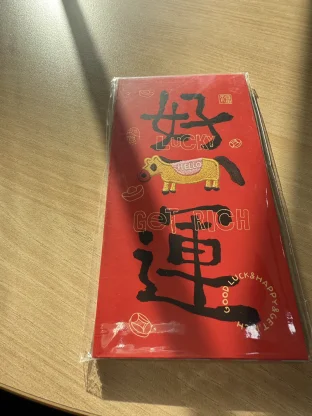 好
LUCKY
GET RICH
運
GOOD LUCK&HAPPY&GET